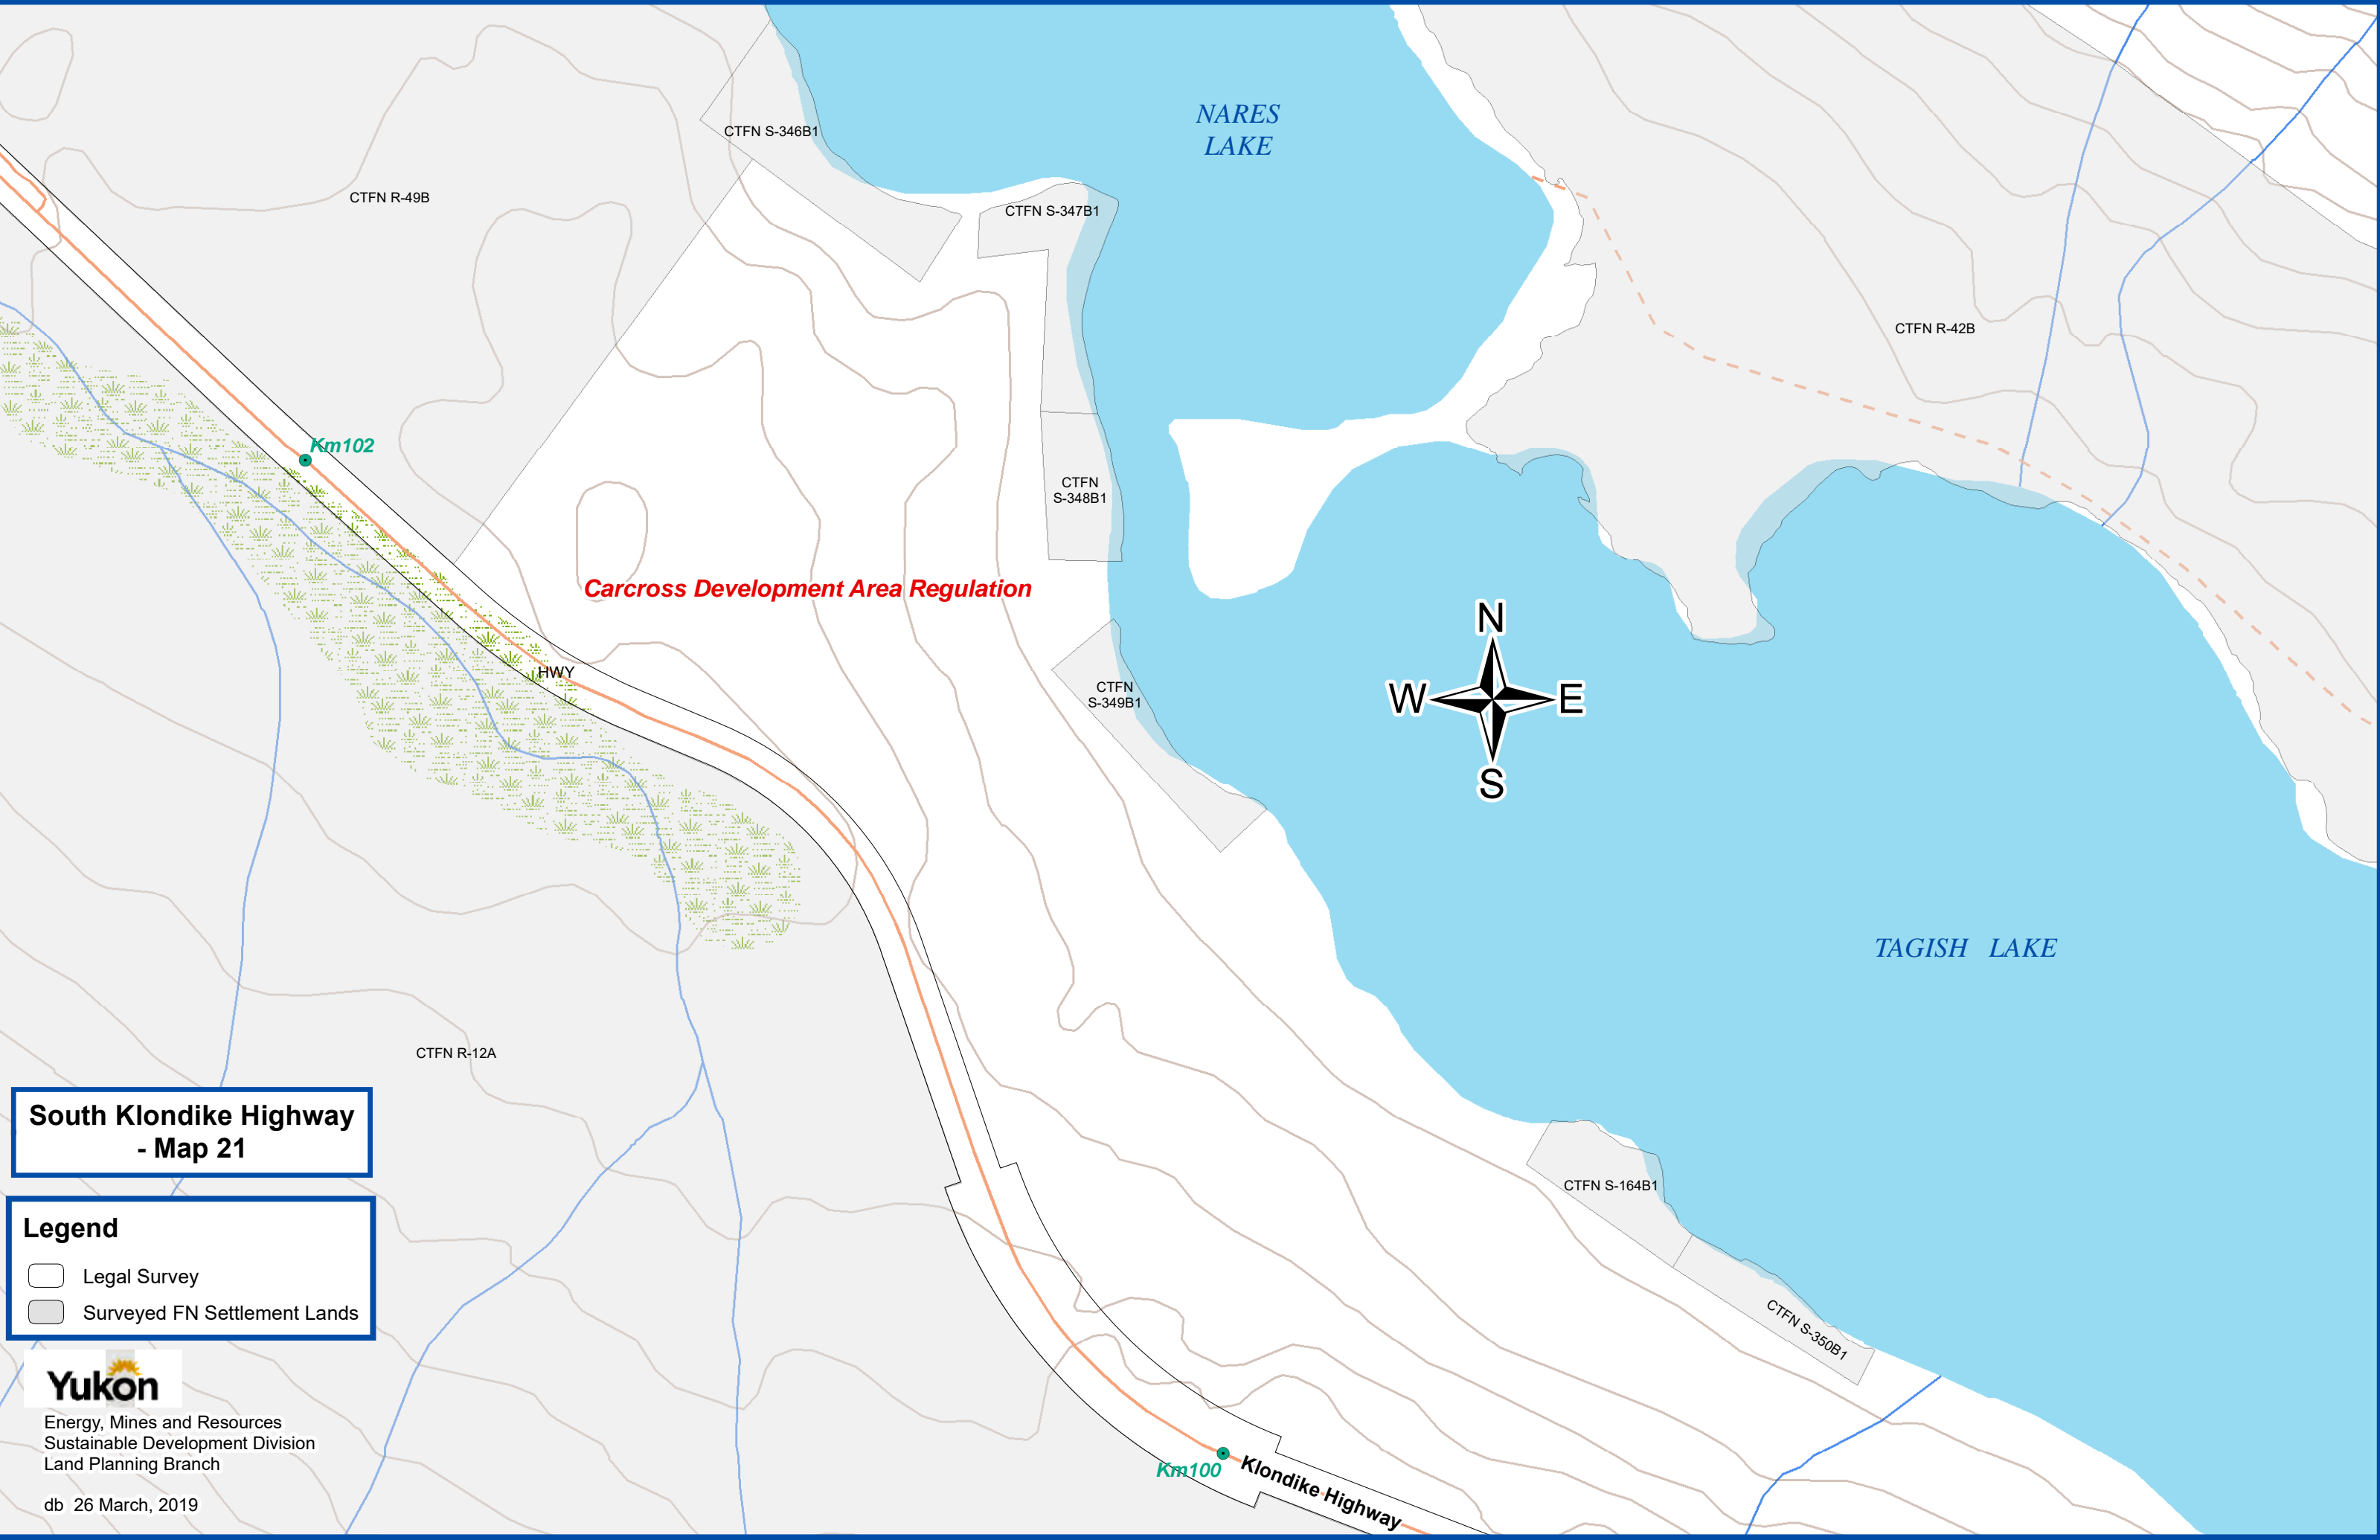 NARES
LAKE
CTFN S-346B1
CTFN R-49B
CTFN S-347B1
CTFN R-42B
Km102
CTFN
S-348B1
Carcross Development Area Regulation
N
W E
S
HWY
CTFN
S-349B1
TAGISH LAKE
CTFN R-12A
South Klondike Highway
- Map 21
CTFN S-164B1
Legend
Legal Survey
Surveyed FN Settlement Lands
CTFN S-350B1
Yukon
Energy, Mines and Resources
Sustainable Development Division
Land Planning Branch
db 26 March, 2019
Km100
Klondike Highway